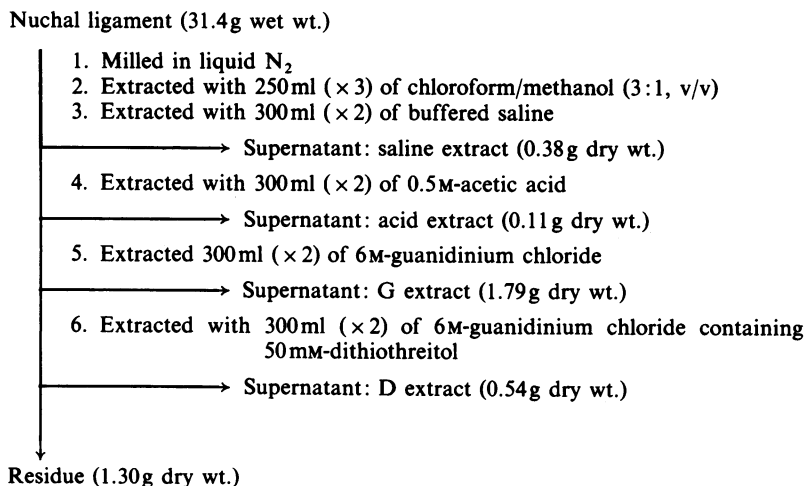 Nuchal ligament (31.4g wet wt.)
1. Milled in liquid N₂
2. Extracted with 250ml (×3) of chloroform/methanol (3:1, v/v)
3. Extracted with 300ml (×2) of buffered saline
Supernatant: saline extract (0.38g dry wt.)
4. Extracted with 300ml (×2) of 0.5M-acetic acid
Supernatant: acid extract (0.11g dry wt.)
5. Extracted 300ml (×2) of 6M-guanidinium chloride
Supernatant: G extract (1.79g dry wt.)
6. Extracted with 300ml (×2) of 6M-guanidinium chloride containing
50mM-dithiothreitol
Supernatant: D extract (0.54g dry wt.)
Residue (1.30g dry wt.)